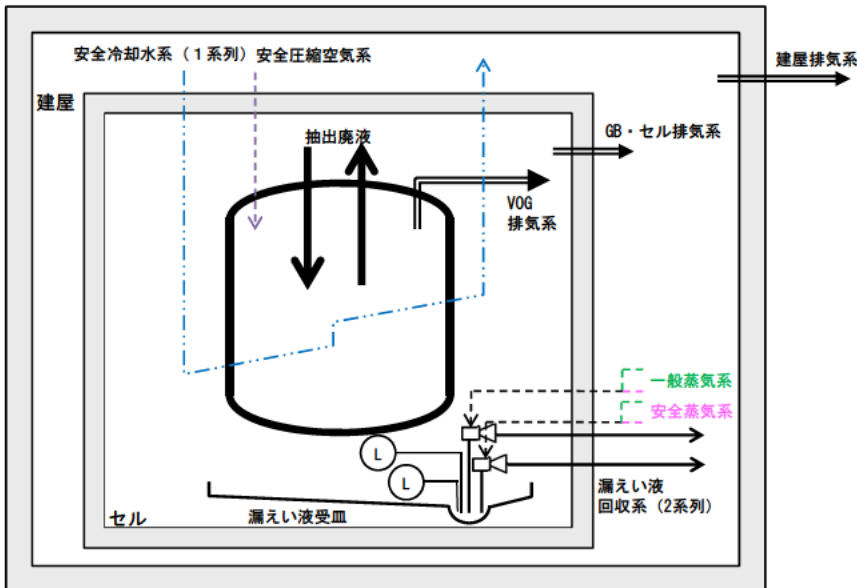 安全冷却水系（１系列）
安全圧縮空気系
建屋排気系
建屋
GB・セル排気系
抽出廃液
VOG
排気系
一般蒸気系
安全蒸気系
L
L
漏えい液
回収系（2系列）
セル
漏えい液受皿